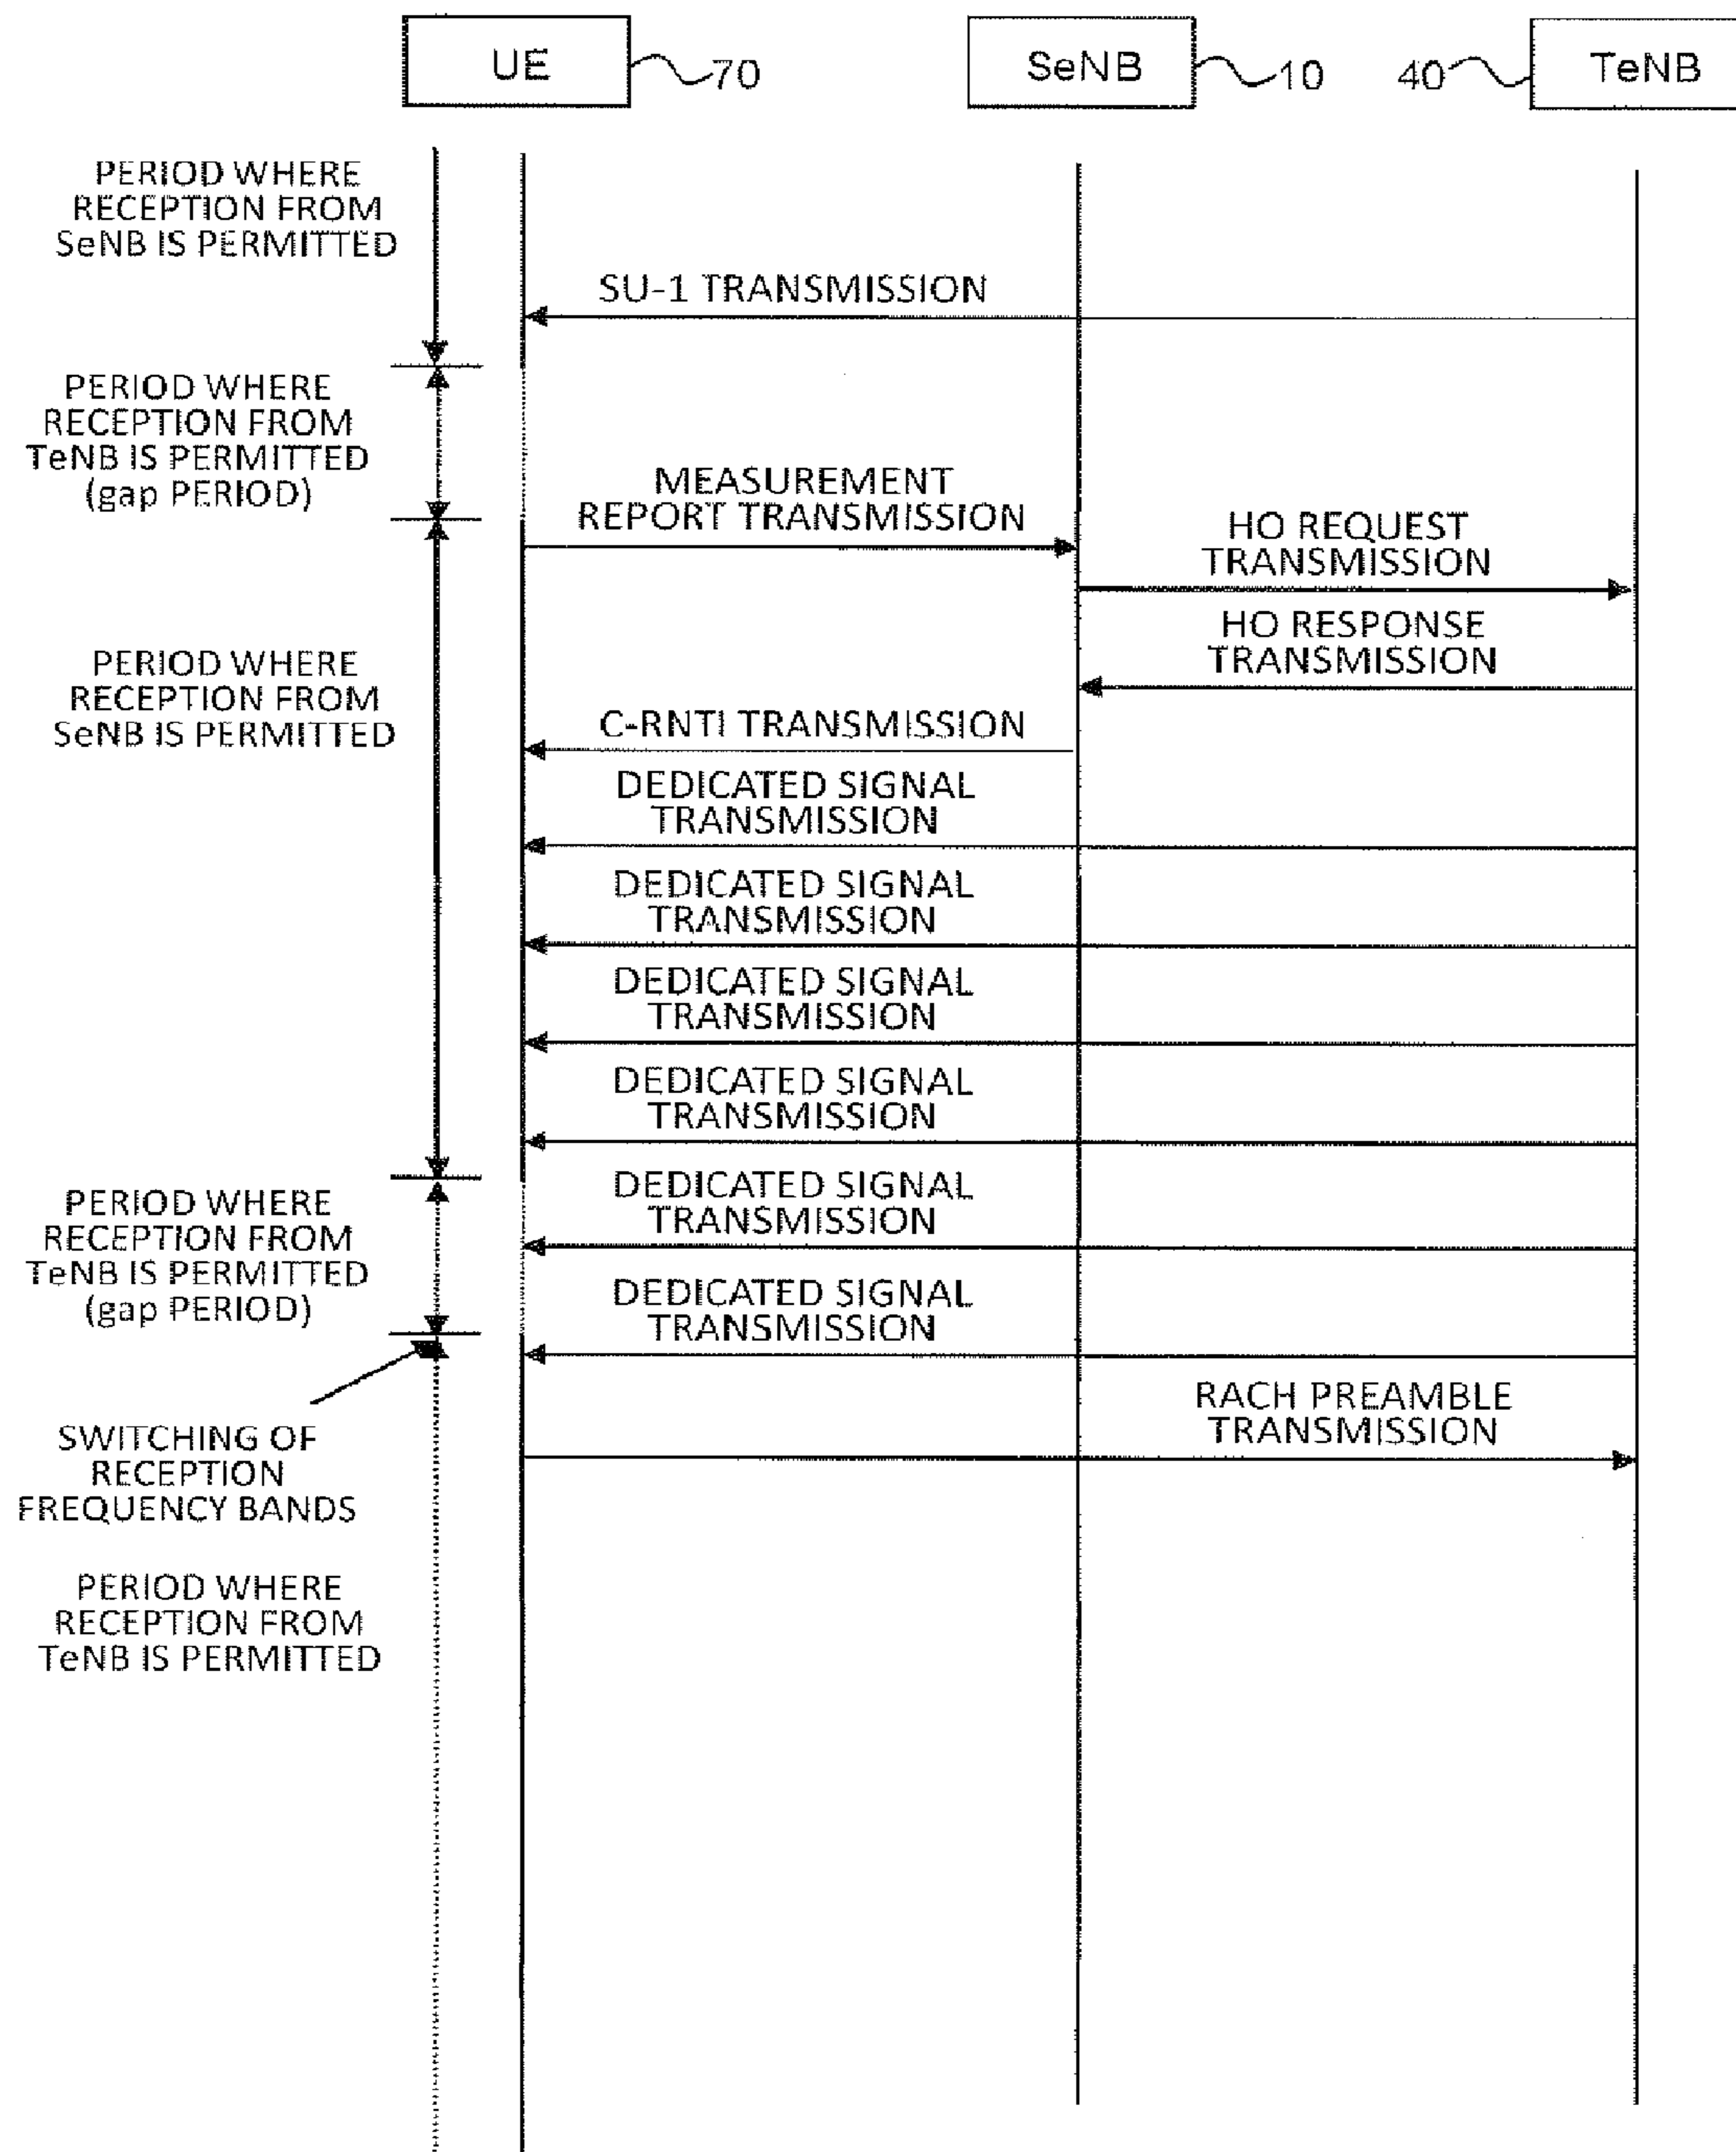 UE
70
SeNB
10
40
TeNB
PERIOD WHERE
RECEPTION FROM
SeNB IS PERMITTED
SU-1 TRANSMISSION
PERIOD WHERE
RECEPTION FROM
TeNB IS PERMITTED
(gap PERIOD)
MEASUREMENT
REPORT TRANSMISSION
HO REQUEST
TRANSMISSION
HO RESPONSE
TRANSMISSION
PERIOD WHERE
RECEPTION FROM
SeNB IS PERMITTED
C-RNTI TRANSMISSION
DEDICATED SIGNAL
TRANSMISSION
DEDICATED SIGNAL
TRANSMISSION
DEDICATED SIGNAL
TRANSMISSION
DEDICATED SIGNAL
TRANSMISSION
PERIOD WHERE
RECEPTION FROM
TeNB IS PERMITTED
(gap PERIOD)
DEDICATED SIGNAL
TRANSMISSION
DEDICATED SIGNAL
TRANSMISSION
RACH PREAMBLE
TRANSMISSION
SWITCHING OF
RECEPTION
FREQUENCY BANDS
PERIOD WHERE
RECEPTION FROM
TeNB IS PERMITTED